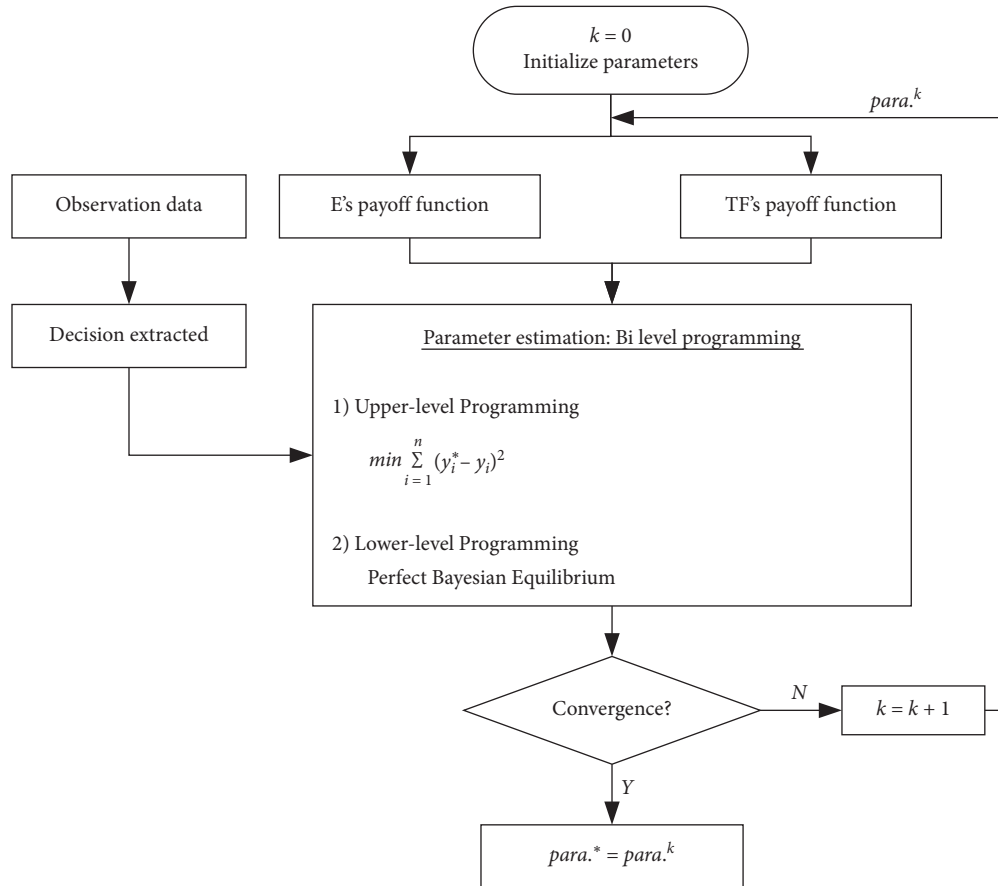 k = 0
Initialize parameters
para.^k
Observation data
E's payoff function
TF's payoff function
Decision extracted
Parameter estimation: Bi level programming
1) Upper-level Programming
min ∑_{i = 1}^{n} (y_i^* – y_i)^2
2) Lower-level Programming
Perfect Bayesian Equilibrium
Convergence?
N
k = k + 1
Y
para.^* = para.^k